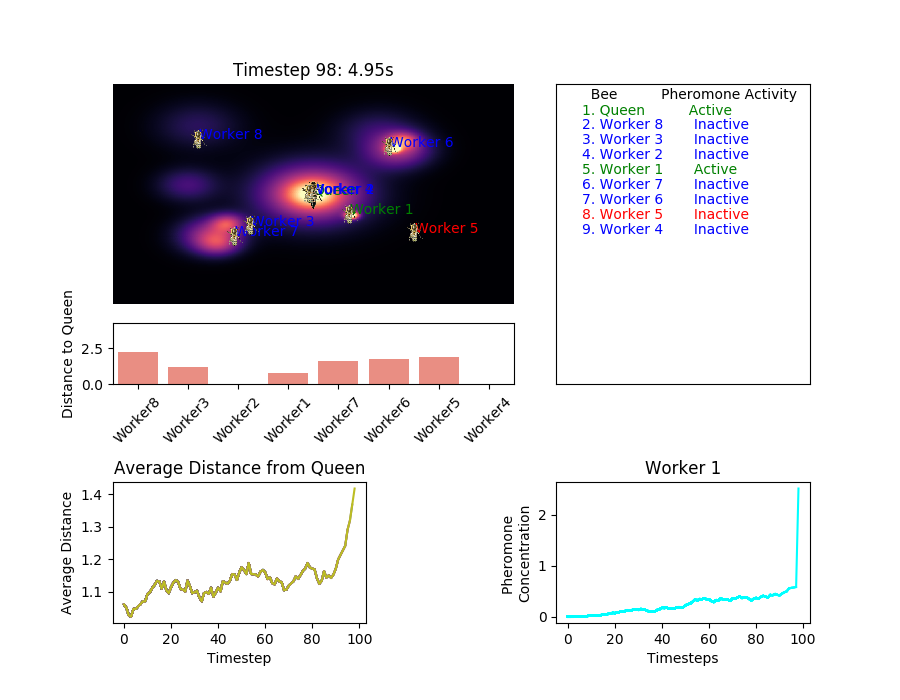 Timestep 98: 4.95s
Worker 8
Worker 6
Worker 1
Worker 3
Worker 5
Bee Pheromone Activity
1. Queen Active
2. Worker 8 Inactive
3. Worker 3 Inactive
4. Worker 2 Inactive
5. Worker 1 Active
6. Worker 7 Inactive
7. Worker 6 Inactive
8. Worker 5 Inactive
9. Worker 4 Inactive
Distance to Queen
2.5
0.0
Worker8 Worker3 Worker2 Worker1 Worker7 Worker6 Worker5 Worker4
Average Distance from Queen
Average Distance
1.4
1.3
1.2
1.1
0 20 40 60 80 100
Timestep
Worker 1
Pheromone
Concentration
2
1
0
0 20 40 60 80 100
Timesteps